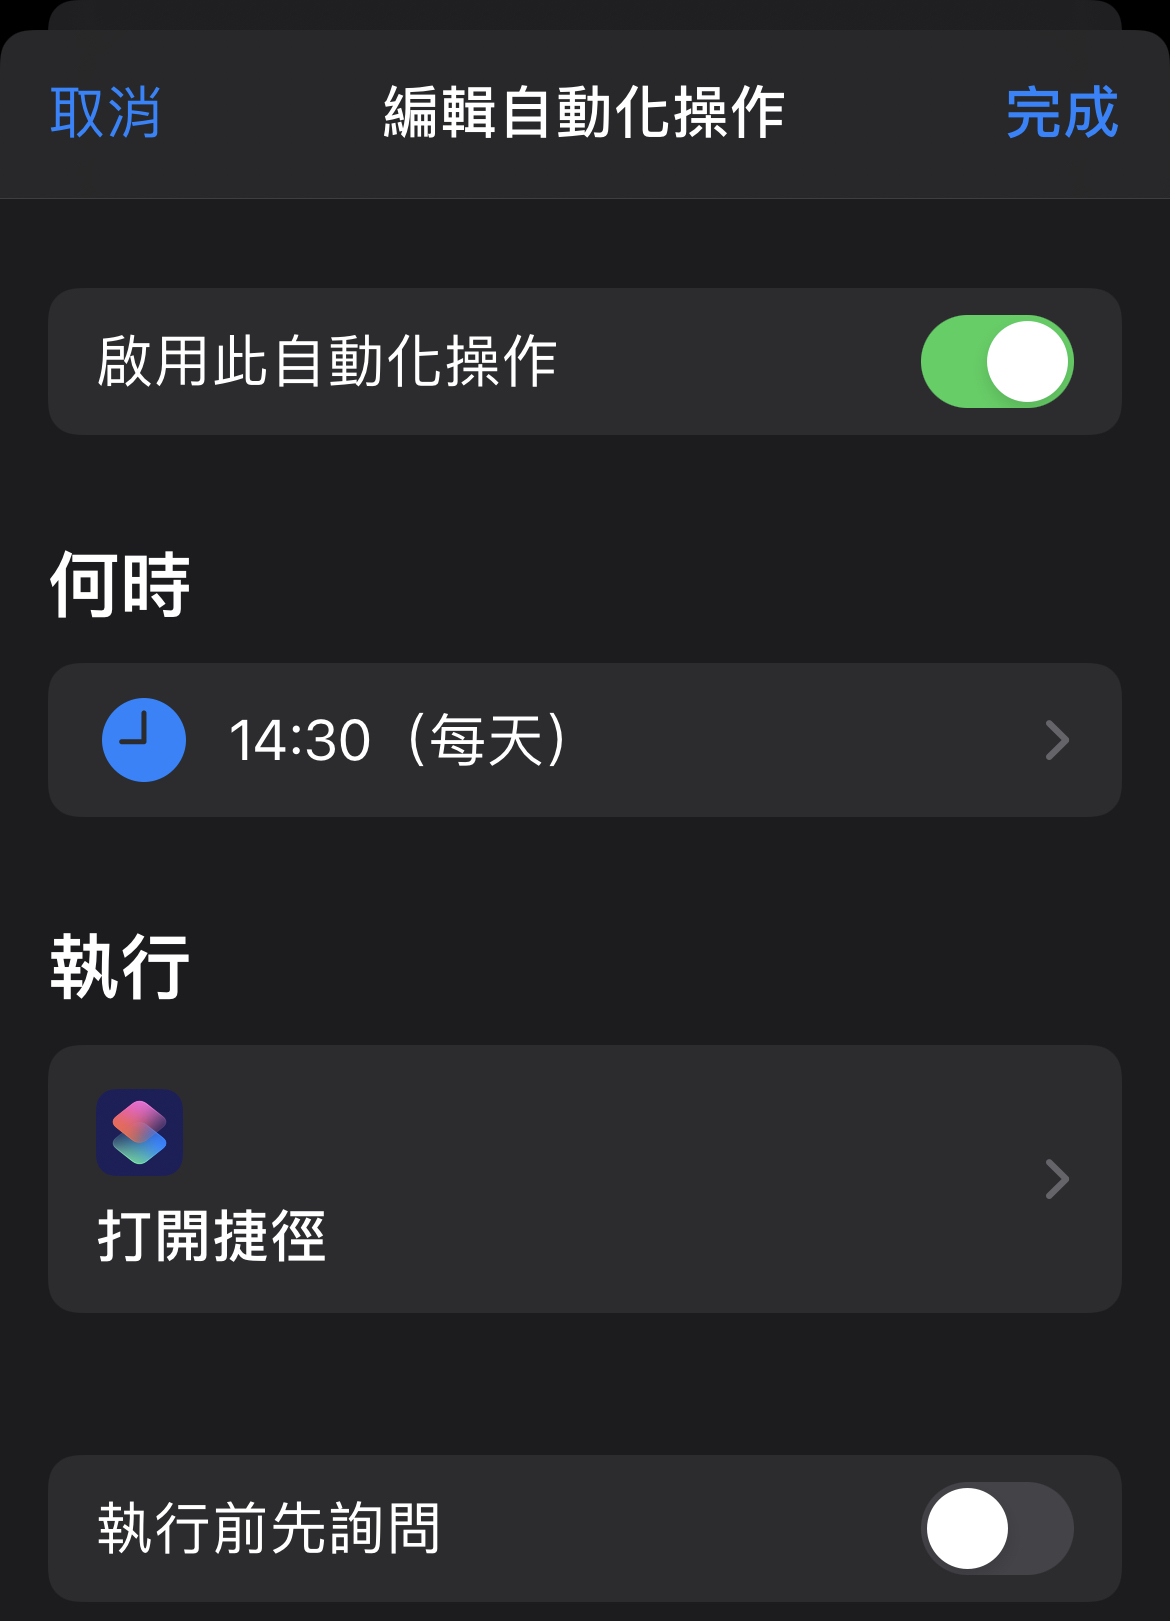 取消 編輯自動化操作 完成
啟用此自動化操作
何時
14:30（每天）
執行
打開捷徑
執行前先詢問